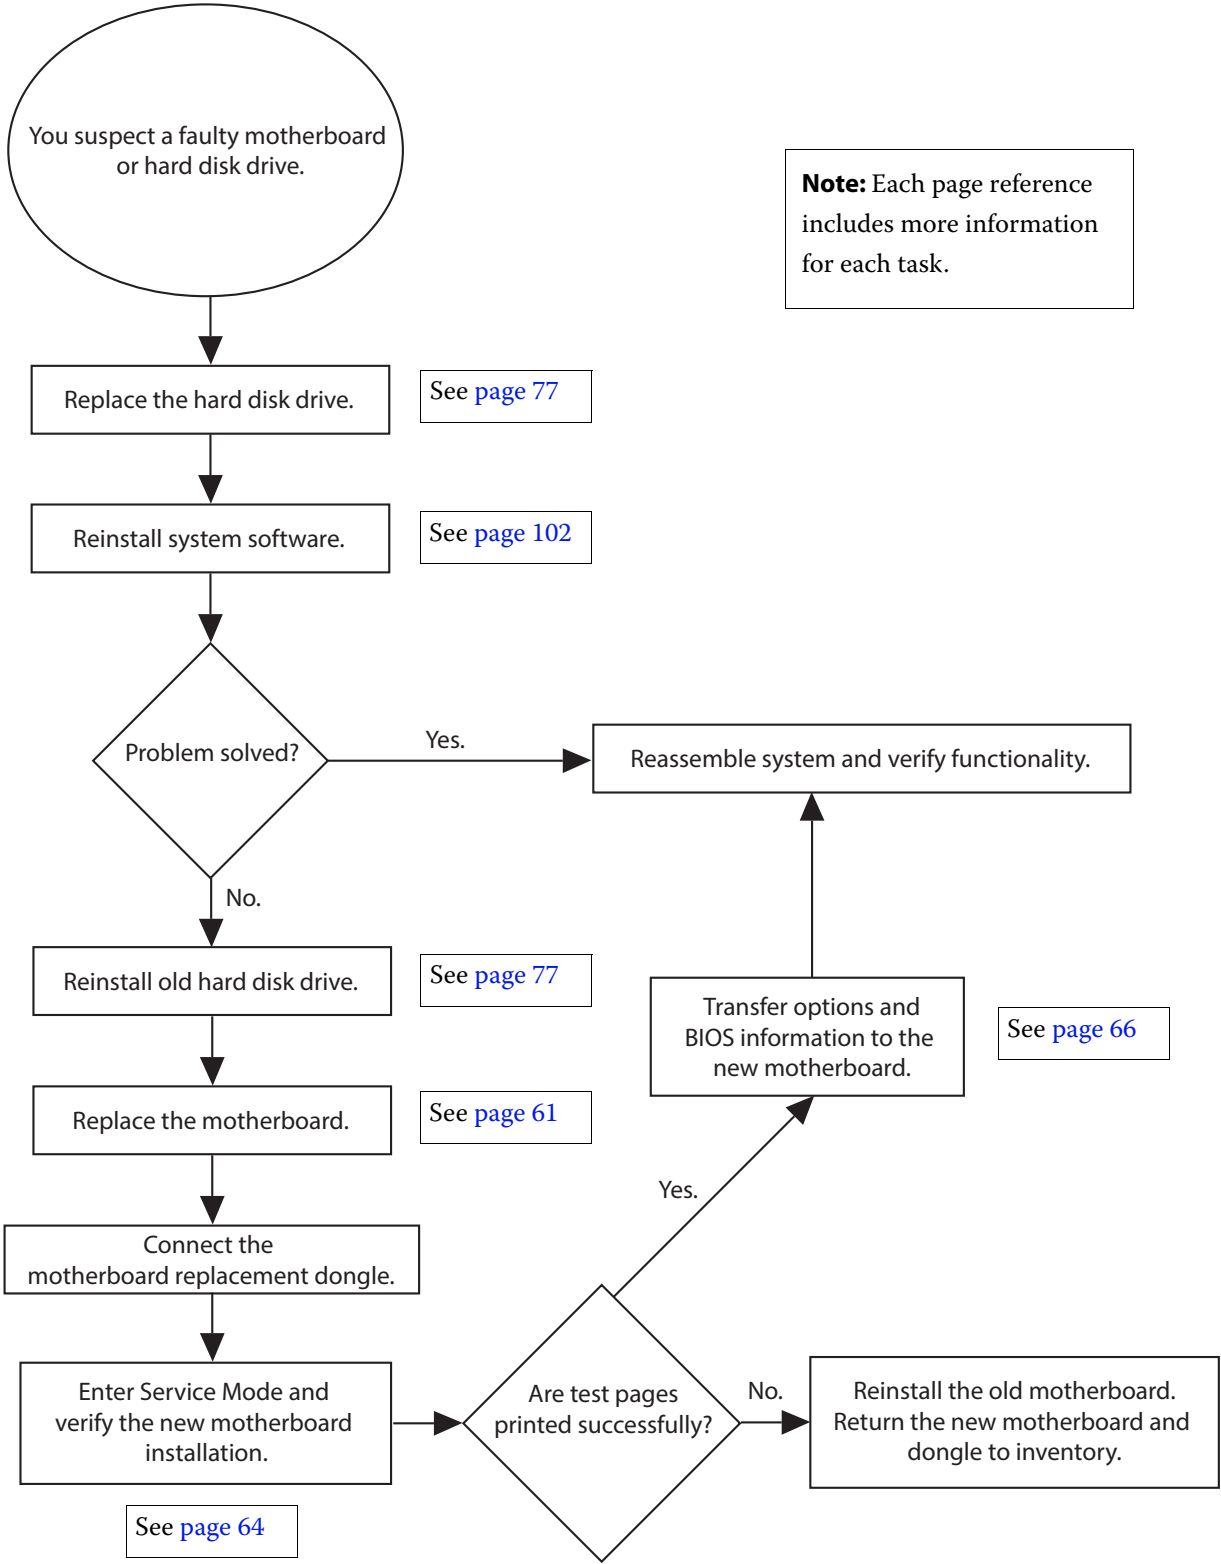 You suspect a faulty motherboard
or hard disk drive.
Note: Each page reference
includes more information
for each task.
Replace the hard disk drive.
See page 77
Reinstall system software.
See page 102
Problem solved?
Yes.
Reassemble system and verify functionality.
No.
Reinstall old hard disk drive.
See page 77
Transfer options and
BIOS information to the
new motherboard.
See page 66
Replace the motherboard.
See page 61
Yes.
Connect the
motherboard replacement dongle.
Enter Service Mode and
verify the new motherboard
installation.
See page 64
Are test pages
printed successfully?
No.
Reinstall the old motherboard.
Return the new motherboard and
dongle to inventory.